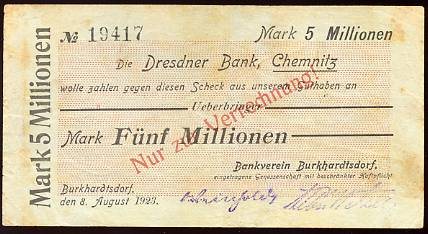 Mark 5 Millionen
№ 19417
Mark 5 Millionen
Die Dresdner Bank, Chemnitz
wolle zahlen gegen diesen Scheck aus unserem Guthaben an
Ueberbringer
Mark Fünf Millionen
Nur zur Verrechnung!
Bankverein Burkhardtsdorf,
eingetragene Genossenschaft mit beschränkter Haftpflicht
Burkhardtsdorf,
den 8. August 1923.